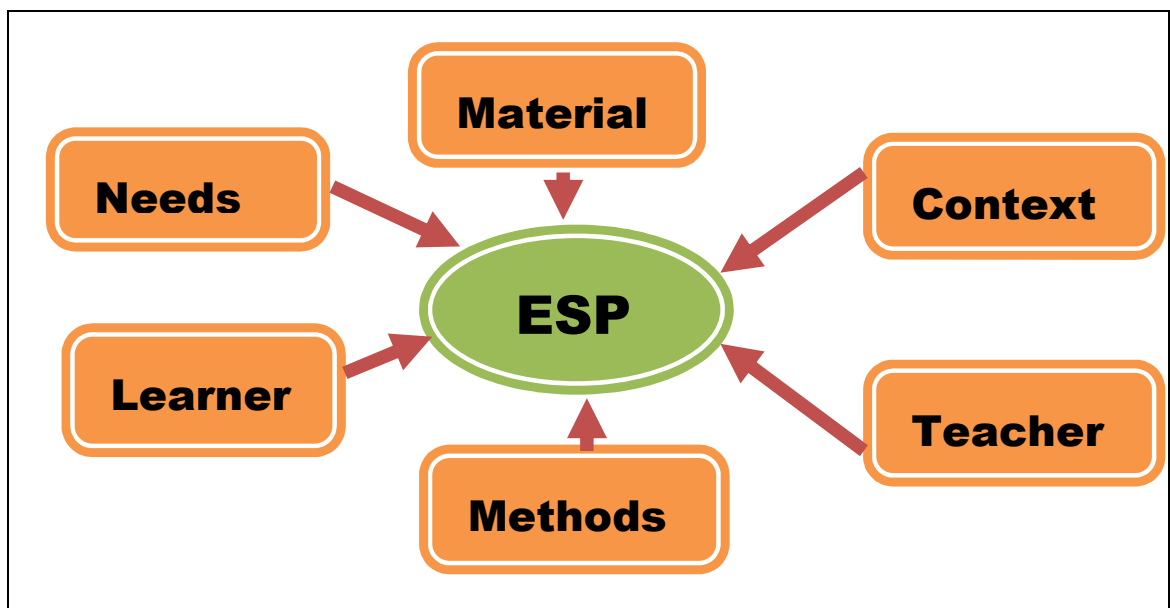 Material
Needs
Context
ESP
Learner
Teacher
Methods